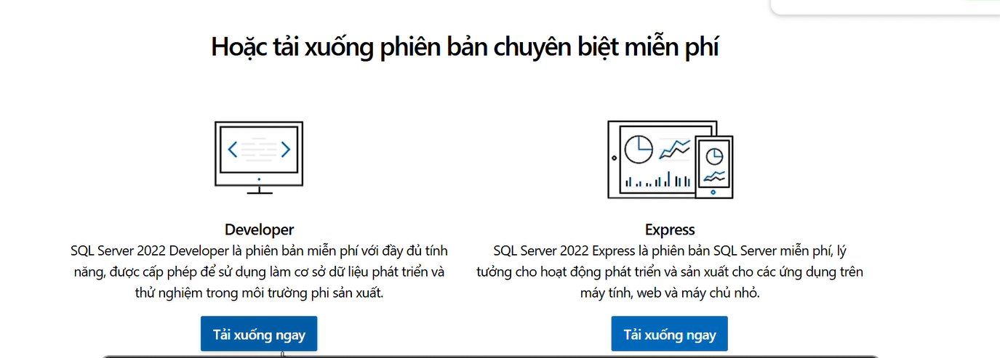 Hoặc tải xuống phiên bản chuyên biệt miễn phí
Developer
SQL Server 2022 Developer là phiên bản miễn phí với đầy đủ tính
năng, được cấp phép để sử dụng làm cơ sở dữ liệu phát triển và
thử nghiệm trong môi trường phi sản xuất.
Tải xuống ngay
Express
SQL Server 2022 Express là phiên bản SQL Server miễn phí, lý
tưởng cho hoạt động phát triển và sản xuất cho các ứng dụng trên
máy tính, web và máy chủ nhỏ.
Tải xuống ngay